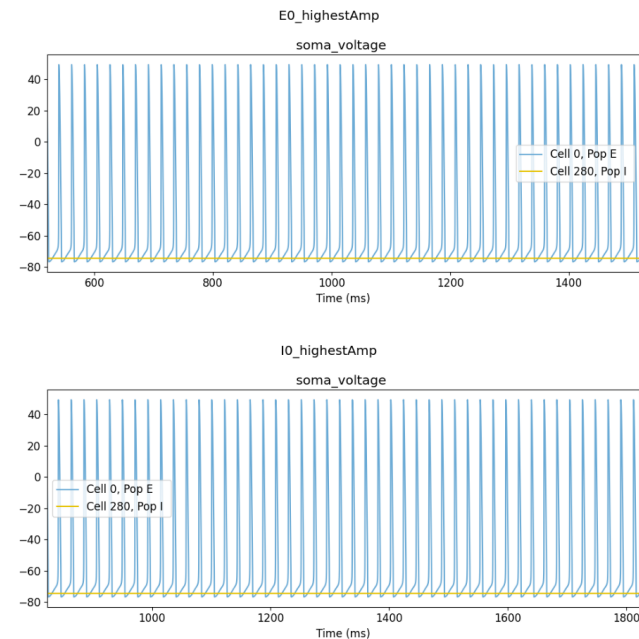 E0_highestAmp
soma_voltage
40
20
0
−20
−40
−60
−80
Cell 0, Pop E
Cell 280, Pop I
600 800 1000 1200 1400
Time (ms)
I0_highestAmp
soma_voltage
40
20
0
−20
−40
−60
−80
Cell 0, Pop E
Cell 280, Pop I
1000 1200 1400 1600 1800
Time (ms)